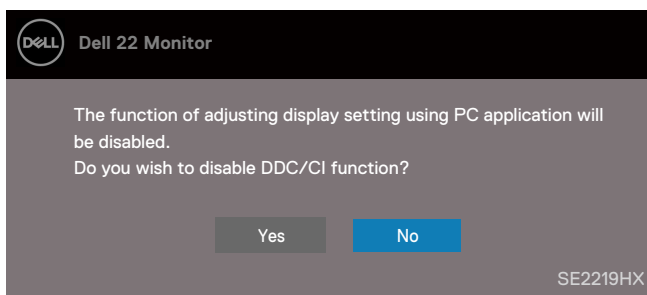 DELL Dell 22 Monitor
The function of adjusting display setting using PC application will
be disabled.
Do you wish to disable DDC/CI function?
Yes No
SE2219HX